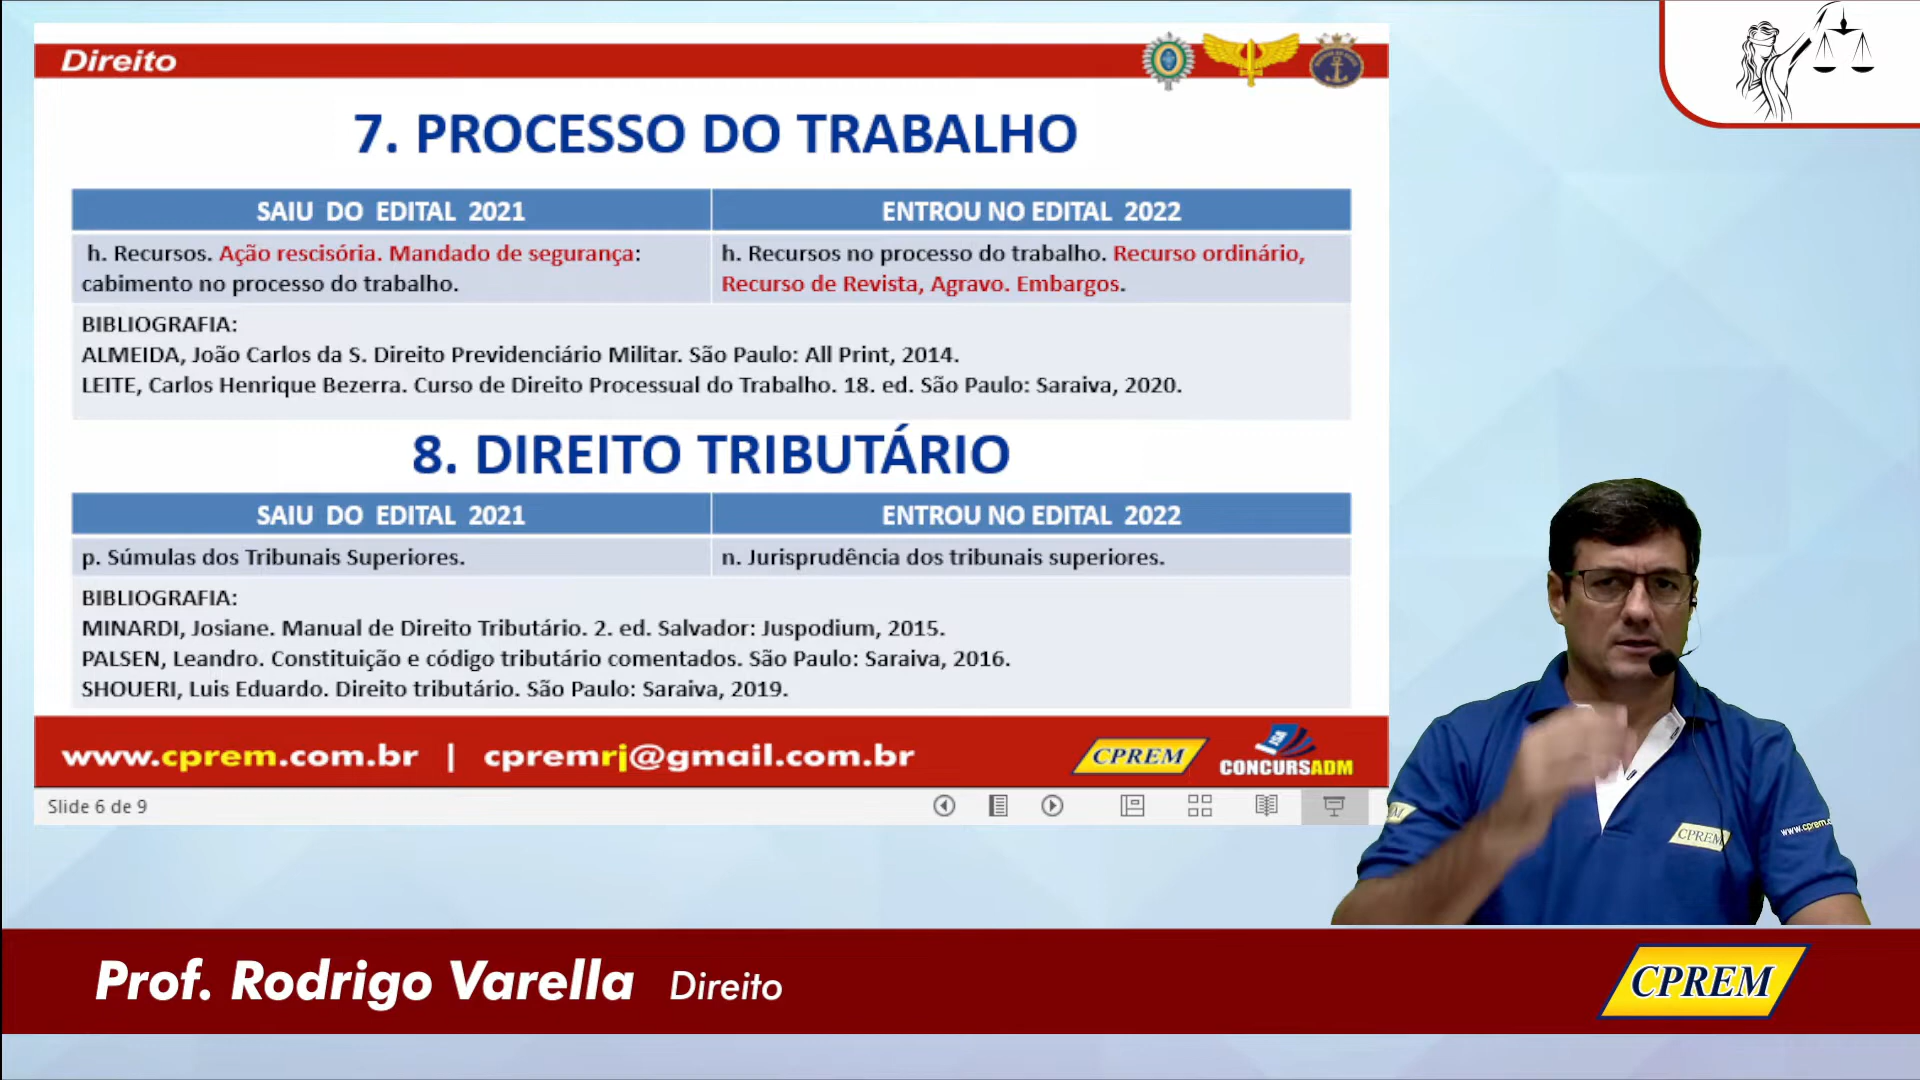 Direito
7. PROCESSO DO TRABALHO
SAIU DO EDITAL 2021
ENTROU NO EDITAL 2022
h. Recursos. Ação rescisória. Mandado de segurança:
cabimento no processo do trabalho.
h. Recursos no processo do trabalho. Recurso ordinário,
Recurso de Revista, Agravo. Embargos.
BIBLIOGRAFIA:
ALMEIDA, João Carlos da S. Direito Previdenciário Militar. São Paulo: All Print, 2014.
LEITE, Carlos Henrique Bezerra. Curso de Direito Processual do Trabalho. 18. ed. São Paulo: Saraiva, 2020.
8. DIREITO TRIBUTÁRIO
SAIU DO EDITAL 2021
ENTROU NO EDITAL 2022
p. Súmulas dos Tribunais Superiores.
n. Jurisprudência dos tribunais superiores.
BIBLIOGRAFIA:
MINARDI, Josiane. Manual de Direito Tributário. 2. ed. Salvador: Juspodium, 2015.
PALSEN, Leandro. Constituição e código tributário comentados. São Paulo: Saraiva, 2016.
SHOUERI, Luis Eduardo. Direito tributário. São Paulo: Saraiva, 2019.
www.cprem.com.br | cpremrj@gmail.com.br
CPREM
CONCURSADM
Slide 6 de 9
CPREM
www.cprem.c
Prof. Rodrigo Varella Direito
CPREM